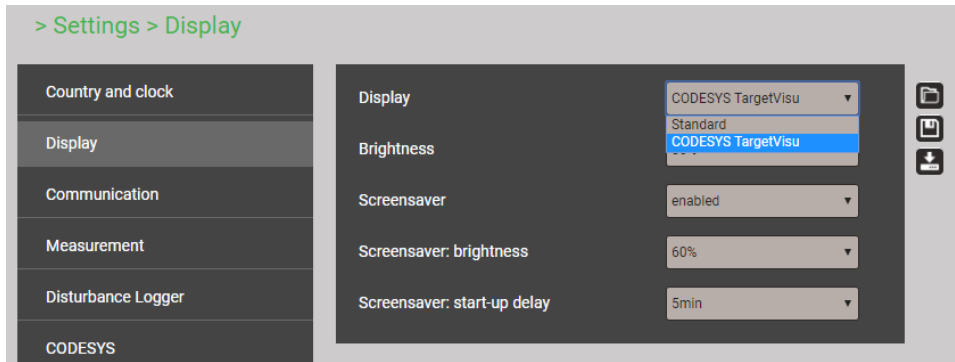 > Settings > Display
Country and clock
Display
Communication
Measurement
Disturbance Logger
CODESYS
Display
CODESYS TargetVisu
Standard
CODESYS TargetVisu
Brightness
Screensaver
enabled
Screensaver: brightness
60%
Screensaver: start-up delay
5min